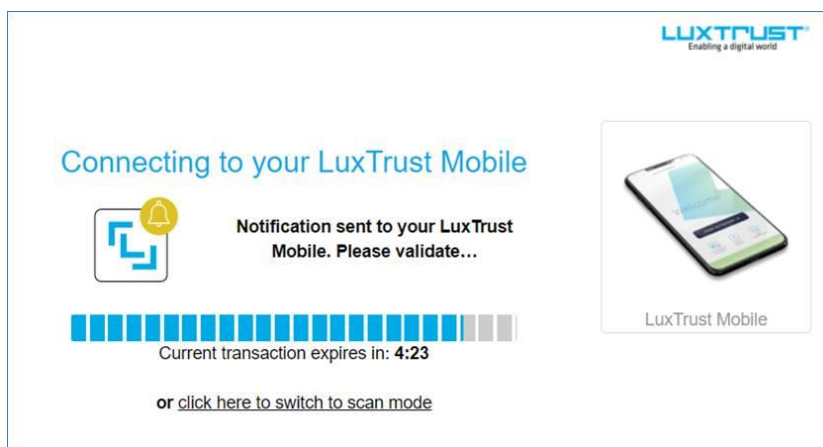 LUXTRUST
Enabling a digital world
Connecting to your LuxTrust Mobile
Notification sent to your LuxTrust
Mobile. Please validate...
Welcome
LuxTrust Mobile
Current transaction expires in: 4:23
or click here to switch to scan mode